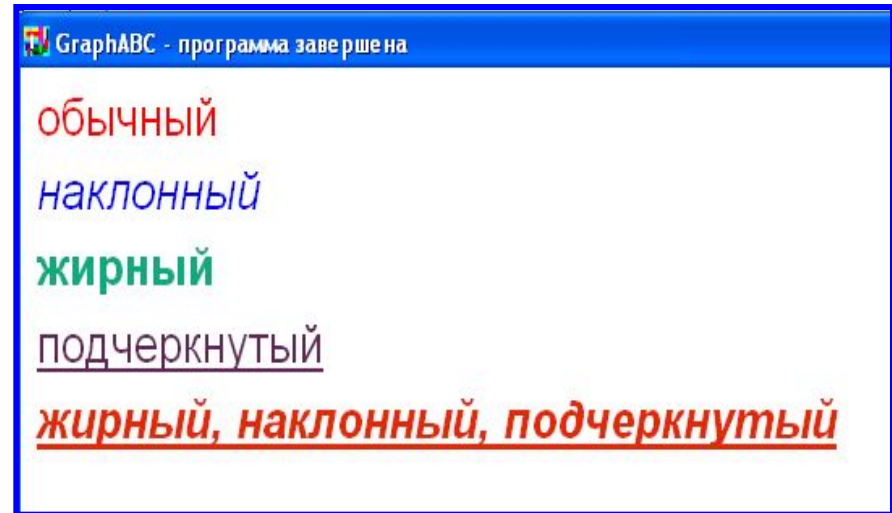 GraphABC - программа завершена
обычный
наклонный
жирный
подчеркнутый
жирный, наклонный, подчеркнутый